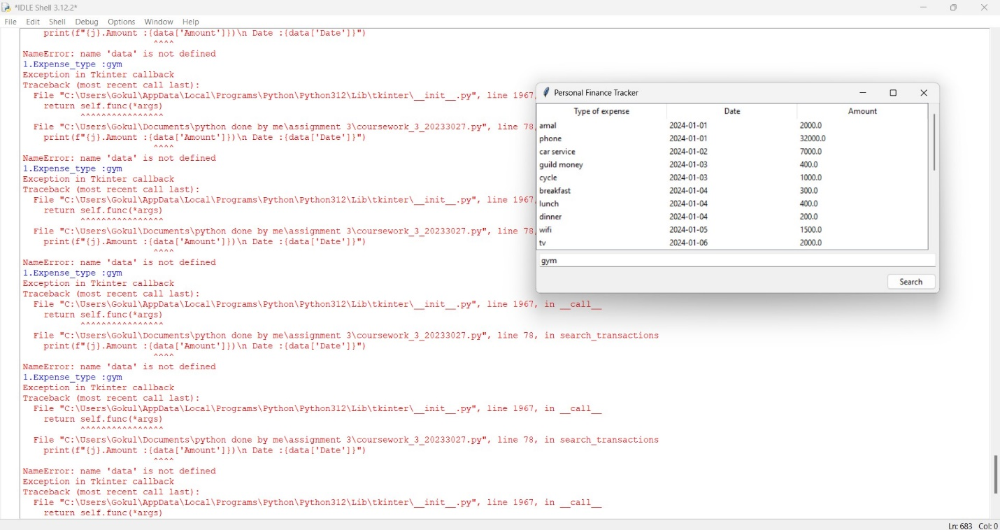 *IDLE Shell 3.12.2*
File Edit Shell Debug Options Window Help
print(f"{j}.Amount :{data['Amount']})\n Date :{data['Date']}")
^^^^
NameError: name 'data' is not defined
1.Expense_type :gym
Exception in Tkinter callback
Traceback (most recent call last):
File "C:\Users\Gokul\AppData\Local\Programs\Python\Python312\Lib\tkinter\__init__.py", line 1967,
return self.func(*args)
^^^^^^^^^^^^^^^^
File "C:\Users\Gokul\Documents\python done by me\assignment 3\coursework_3_20233027.py", line 78,
print(f"{j}.Amount :{data['Amount']})\n Date :{data['Date']}")
^^^^
NameError: name 'data' is not defined
1.Expense_type :gym
Exception in Tkinter callback
Traceback (most recent call last):
File "C:\Users\Gokul\AppData\Local\Programs\Python\Python312\Lib\tkinter\__init__.py", line 1967,
return self.func(*args)
^^^^^^^^^^^^^^^^
File "C:\Users\Gokul\Documents\python done by me\assignment 3\coursework_3_20233027.py", line 78,
print(f"{j}.Amount :{data['Amount']})\n Date :{data['Date']}")
^^^^
NameError: name 'data' is not defined
1.Expense_type :gym
Exception in Tkinter callback
Traceback (most recent call last):
File "C:\Users\Gokul\AppData\Local\Programs\Python\Python312\Lib\tkinter\__init__.py", line 1967, in __call__
return self.func(*args)
^^^^^^^^^^^^^^^^
File "C:\Users\Gokul\Documents\python done by me\assignment 3\coursework_3_20233027.py", line 78, in search_transactions
print(f"{j}.Amount :{data['Amount']})\n Date :{data['Date']}")
^^^^
NameError: name 'data' is not defined
1.Expense_type :gym
Exception in Tkinter callback
Traceback (most recent call last):
File "C:\Users\Gokul\AppData\Local\Programs\Python\Python312\Lib\tkinter\__init__.py", line 1967, in __call__
return self.func(*args)
^^^^^^^^^^^^^^^^
File "C:\Users\Gokul\Documents\python done by me\assignment 3\coursework_3_20233027.py", line 78, in search_transactions
print(f"{j}.Amount :{data['Amount']})\n Date :{data['Date']}")
^^^^
NameError: name 'data' is not defined
Exception in Tkinter callback
Traceback (most recent call last):
File "C:\Users\Gokul\AppData\Local\Programs\Python\Python312\Lib\tkinter\__init__.py", line 1967, in __call__
return self.func(*args)
Personal Finance Tracker
Type of expense Date Amount
amal 2024-01-01 2000.0
phone 2024-01-01 32000.0
car service 2024-01-02 7000.0
guild money 2024-01-03 400.0
cycle 2024-01-03 1000.0
breakfast 2024-01-04 300.0
lunch 2024-01-04 400.0
dinner 2024-01-04 200.0
wifi 2024-01-05 1500.0
tv 2024-01-06 2000.0
gym
Search
Ln: 683 Col: 0